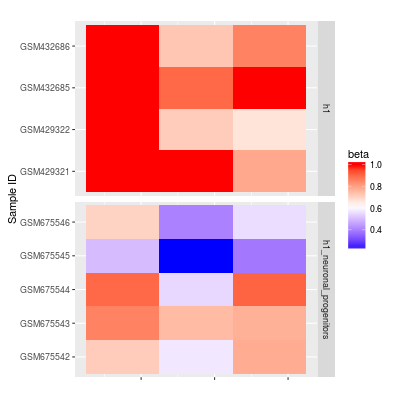 Sample ID
GSM432686
GSM432685
GSM429322
GSM429321
h1
GSM675546
GSM675545
GSM675544
GSM675543
GSM675542
h1_neuronal_progenitors
beta
1.0
0.8
0.6
0.4